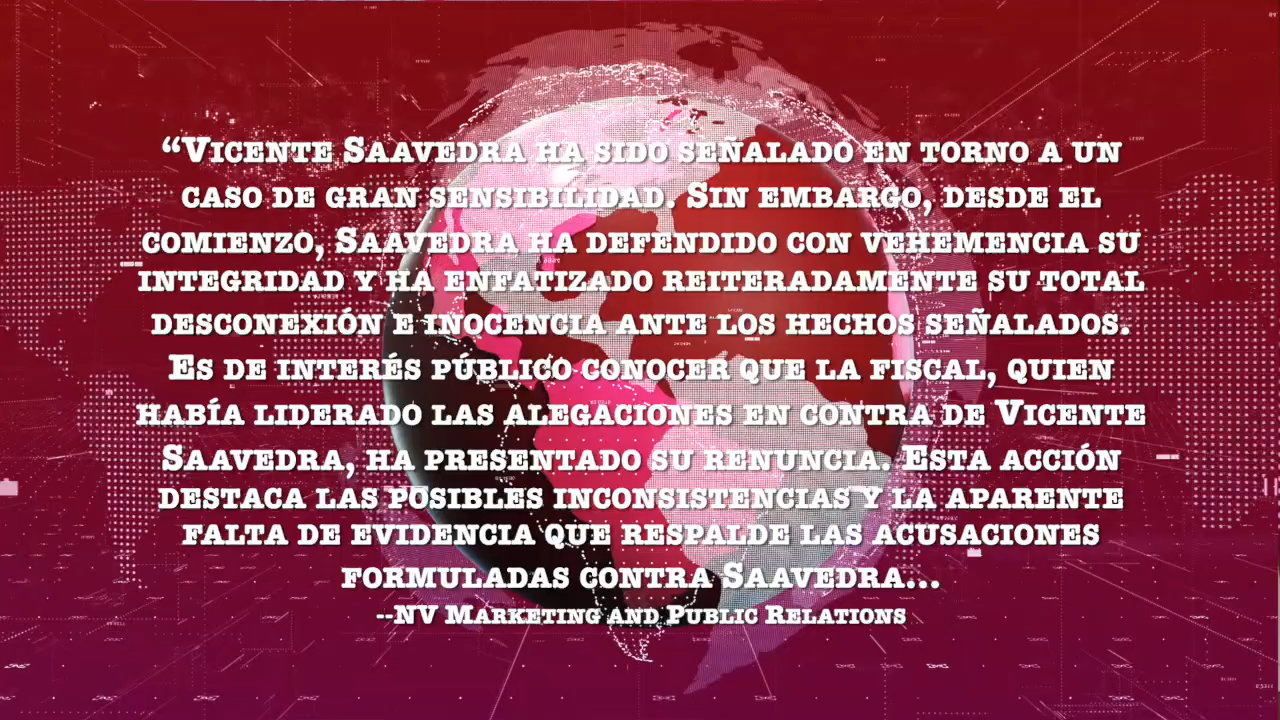 “Vicente Saavedra ha sido señalado en torno a un
caso de gran sensibilidad. Sin embargo, desde el
comienzo, Saavedra ha defendido con vehemencia su
integridad y ha enfatizado reiteradamente su total
desconexión e inocencia ante los hechos señalados.
Es de interés público conocer que la fiscal, quien
había liderado las alegaciones en contra de Vicente
Saavedra, ha presentado su renuncia. Esta acción
destaca las posibles inconsistencias y la aparente
falta de evidencia que respalde las acusaciones
formuladas contra Saavedra...
--NV Marketing and Public Relations